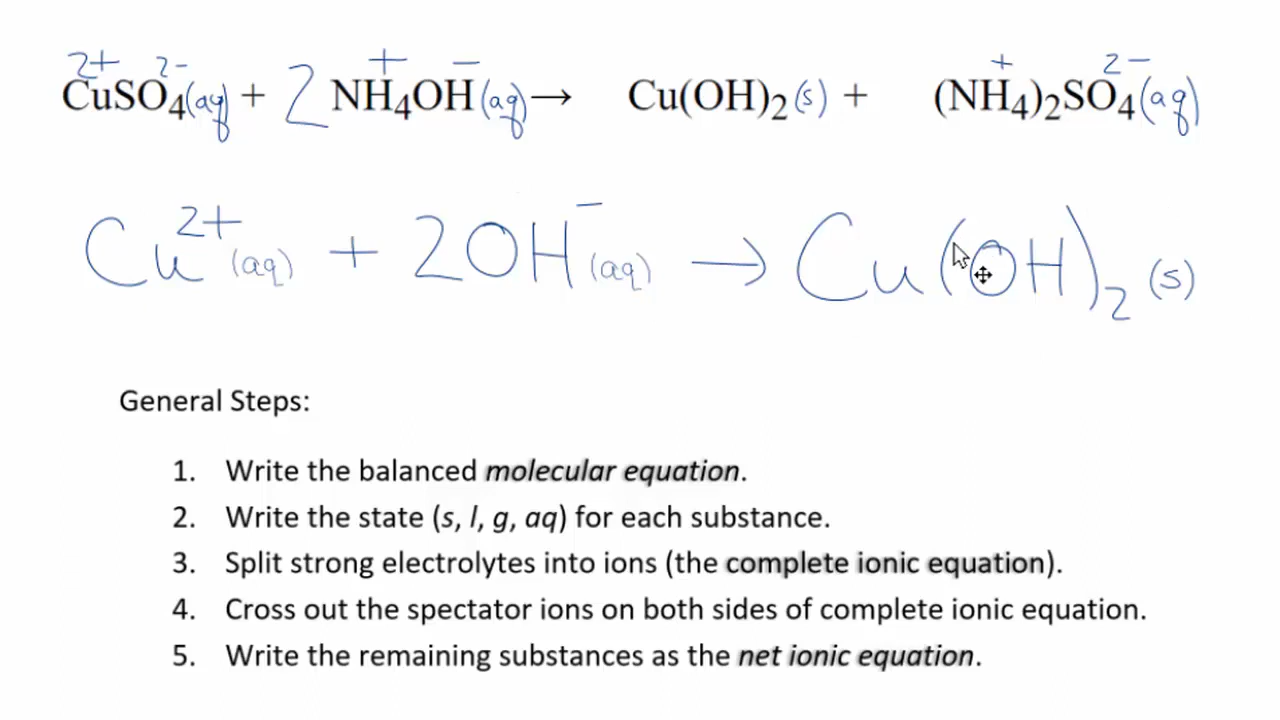 CuSO₄(aq) + 2 NH₄OH(aq) → Cu(OH)₂(s) + (NH₄)₂SO₄(aq)
2+ 2- + - + 2-
Cu²⁺(aq) + 2OH⁻(aq) → Cu(OH)₂(s)
General Steps:
1. Write the balanced molecular equation.
2. Write the state (s, l, g, aq) for each substance.
3. Split strong electrolytes into ions (the complete ionic equation).
4. Cross out the spectator ions on both sides of complete ionic equation.
5. Write the remaining substances as the net ionic equation.